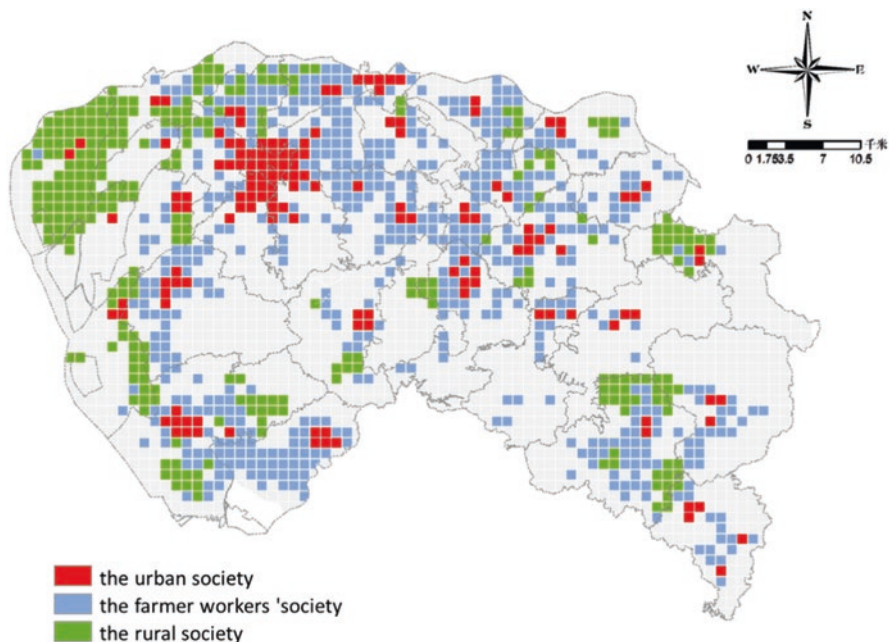 N
W E
S
千米
0 1.753.5 7 10.5
the urban society
the farmer workers 'society
the rural society